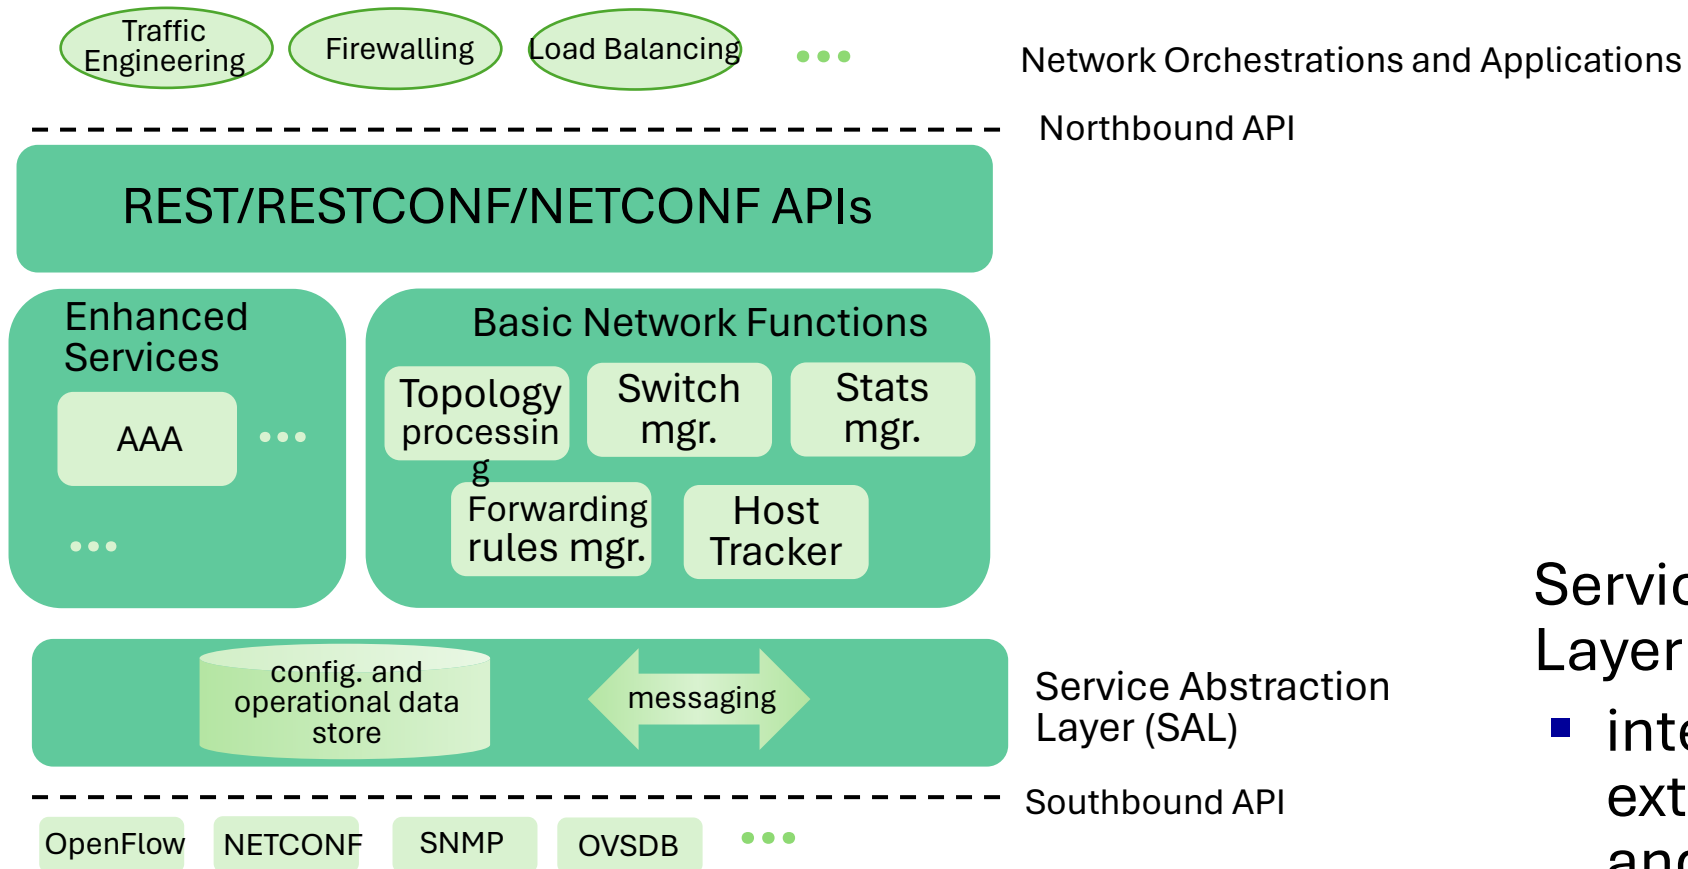 Traffic
Engineering
Firewalling
Load Balancing
Network Orchestrations and Applications
Northbound API
REST/RESTCONF/NETCONF APIs
Enhanced
Services
AAA
Basic Network Functions
Topology
processin
g
Switch
mgr.
Stats
mgr.
Forwarding
rules mgr.
Host
Tracker
config. and
operational data
store
messaging
Service Abstraction
Layer (SAL)
Southbound API
OpenFlow
NETCONF
SNMP
OVSDB
Layer